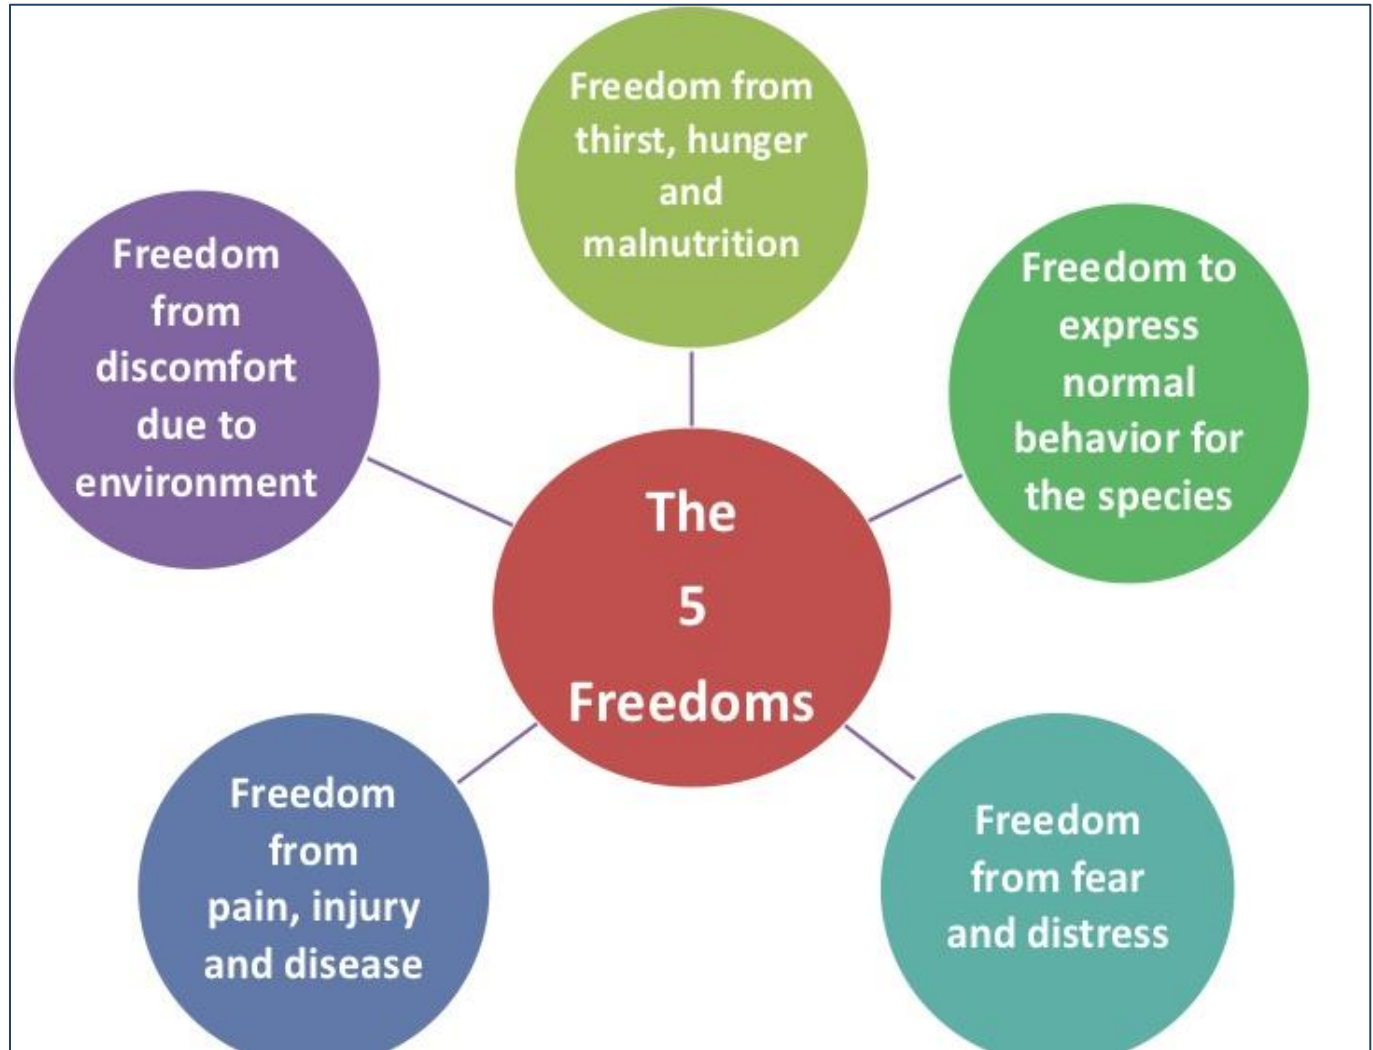 Freedom from
thirst, hunger
and
malnutrition
Freedom
from
discomfort
due to
environment
Freedom to
express
normal
behavior for
the species
The
5
Freedoms
Freedom
from
pain, injury
and disease
Freedom
from fear
and distress